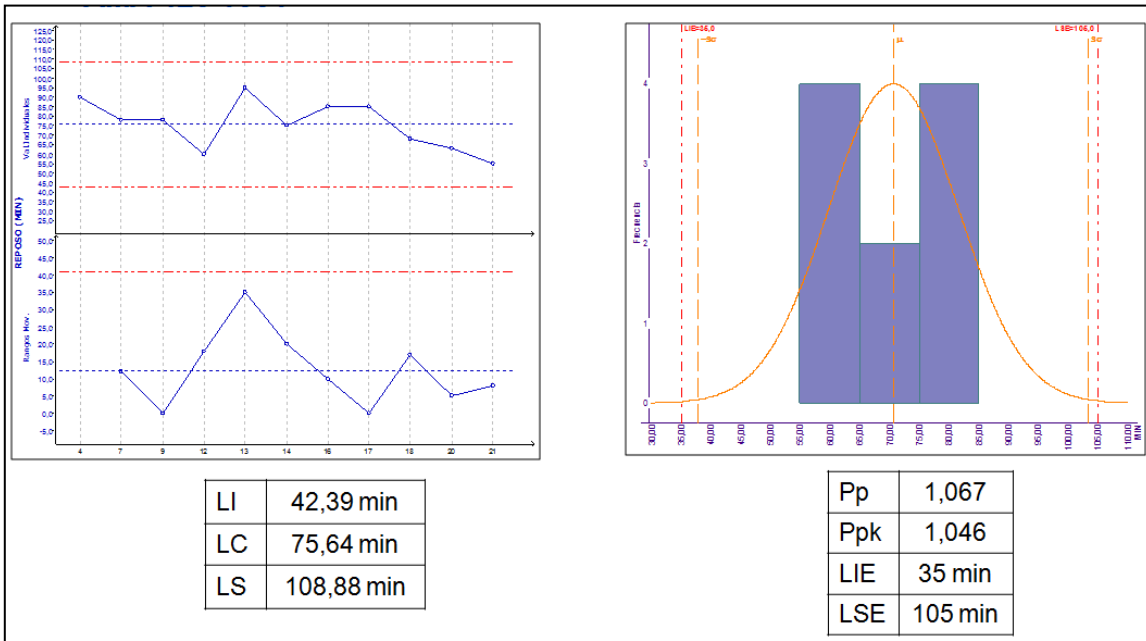 LIE=35,0
LSE=105,0
-3σ
μ
3σ
125,0
120,0
115,0
110,0
105,0
100,0
95,0
90,0
85,0
80,0
75,0
70,0
65,0
60,0
55,0
50,0
45,0
40,0
35,0
30,0
25,0
Val.Individuales
REPOSO (MIN)
50,0
45,0
40,0
35,0
30,0
25,0
20,0
15,0
10,0
5,0
0,0
-5,0
Rangos Mov.
4 7 9 12 13 14 16 17 18 20 21
4
3
2
1
0
Frecuencia
30,00 35,00 40,00 45,00 50,00 55,00 60,00 65,00 70,00 75,00 80,00 85,00 90,00 95,00 100,00 105,00 110,00
MIN
LI 42,39 min
LC 75,64 min
LS 108,88 min
Pp 1,067
Ppk 1,046
LIE 35 min
LSE 105 min